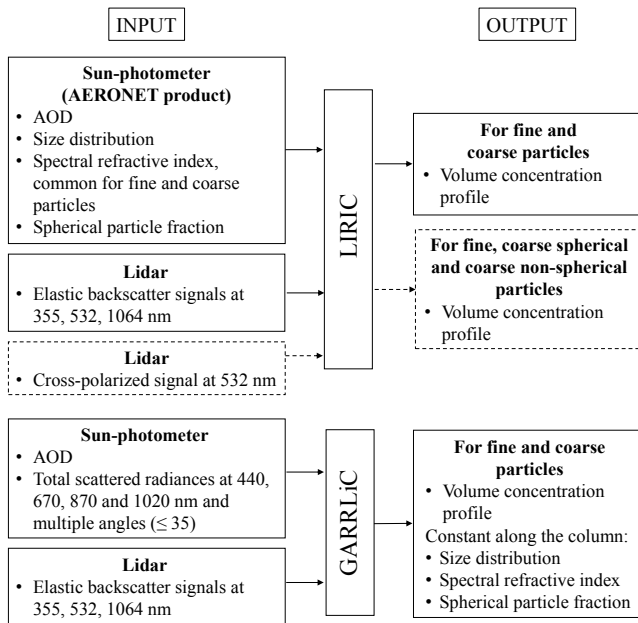 INPUT
OUTPUT
Sun-photometer
(AERONET product)
• AOD
• Size distribution
• Spectral refractive index,
common for fine and coarse
particles
• Spherical particle fraction
Lidar
• Elastic backscatter signals at
355, 532, 1064 nm
Lidar
• Cross-polarized signal at 532 nm
LIRIC
For fine and
coarse particles
• Volume concentration
profile
For fine, coarse spherical
and coarse non-spherical
particles
• Volume concentration
profile
Sun-photometer
• AOD
• Total scattered radiances at 440,
670, 870 and 1020 nm and
multiple angles (≤ 35)
Lidar
• Elastic backscatter signals at
355, 532, 1064 nm
GARRLiC
For fine and coarse
particles
• Volume concentration
profile
Constant along the column:
• Size distribution
• Spectral refractive index
• Spherical particle fraction